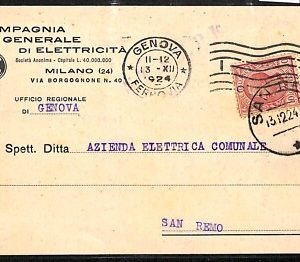 MPAGNIA
GENERALE
DI ELETTRICITÀ
Società Anonima - Capitale L. 40.000.000
MILANO (24)
VIA BORGOGNONE N. 40
GENOVA
11-12
13 - XII
1924
FERROVIA
UFFICIO REGIONALE
DI GENOVA
13.12.24
Spett. Ditta AZIENDA ELETTRICA COMUNALE
SAN REMO